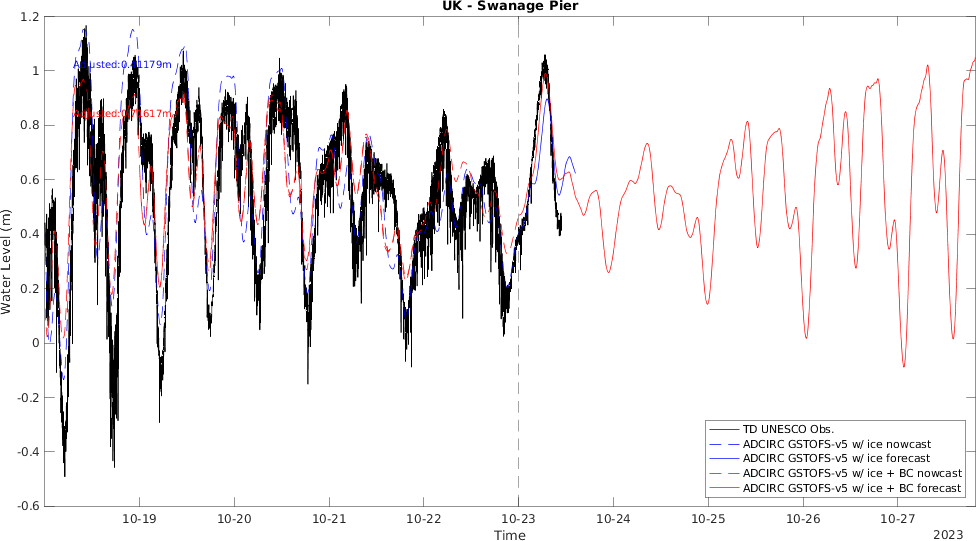 UK - Swanage Pier
1.2
1
0.8
0.6
0.4
0.2
0
-0.2
-0.4
-0.6
Water Level (m)
10-19
10-20
10-21
10-22
10-23
10-24
10-25
10-26
10-27
Time
2023
TD UNESCO Obs.
ADCIRC GSTOFS-v5 w/ ice nowcast
ADCIRC GSTOFS-v5 w/ ice forecast
ADCIRC GSTOFS-v5 w/ ice + BC nowcast
ADCIRC GSTOFS-v5 w/ ice + BC forecast